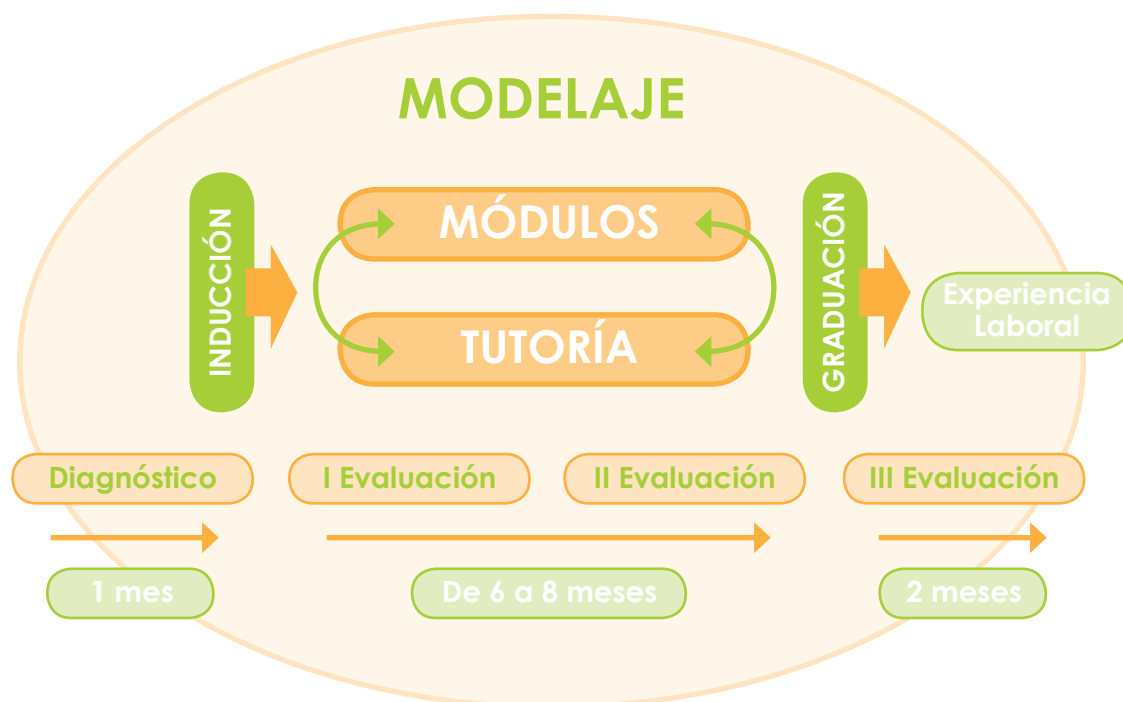 MODELAJE
INDUCCIÓN
MÓDULOS
TUTORÍA
GRADUACIÓN
Experiencia
Laboral
Diagnóstico
I Evaluación
II Evaluación
III Evaluación
1 mes
De 6 a 8 meses
2 meses